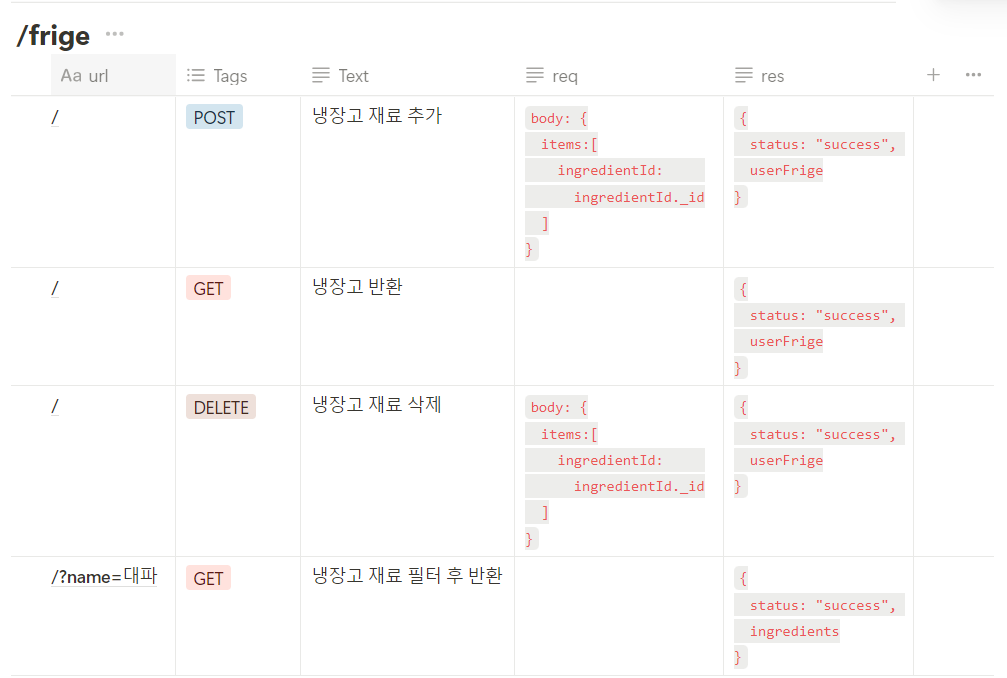 /frige ···
Aa url Tags Text req res + ···
/ POST 냉장고 재료 추가
body: {
items:[
ingredientId:
ingredientId._id
]
}
{
status: "success",
userFrige
}
/ GET 냉장고 반환
{
status: "success",
userFrige
}
/ DELETE 냉장고 재료 삭제
body: {
items:[
ingredientId:
ingredientId._id
]
}
{
status: "success",
userFrige
}
/?name=대파 GET 냉장고 재료 필터 후 반환
{
status: "success",
ingredients
}